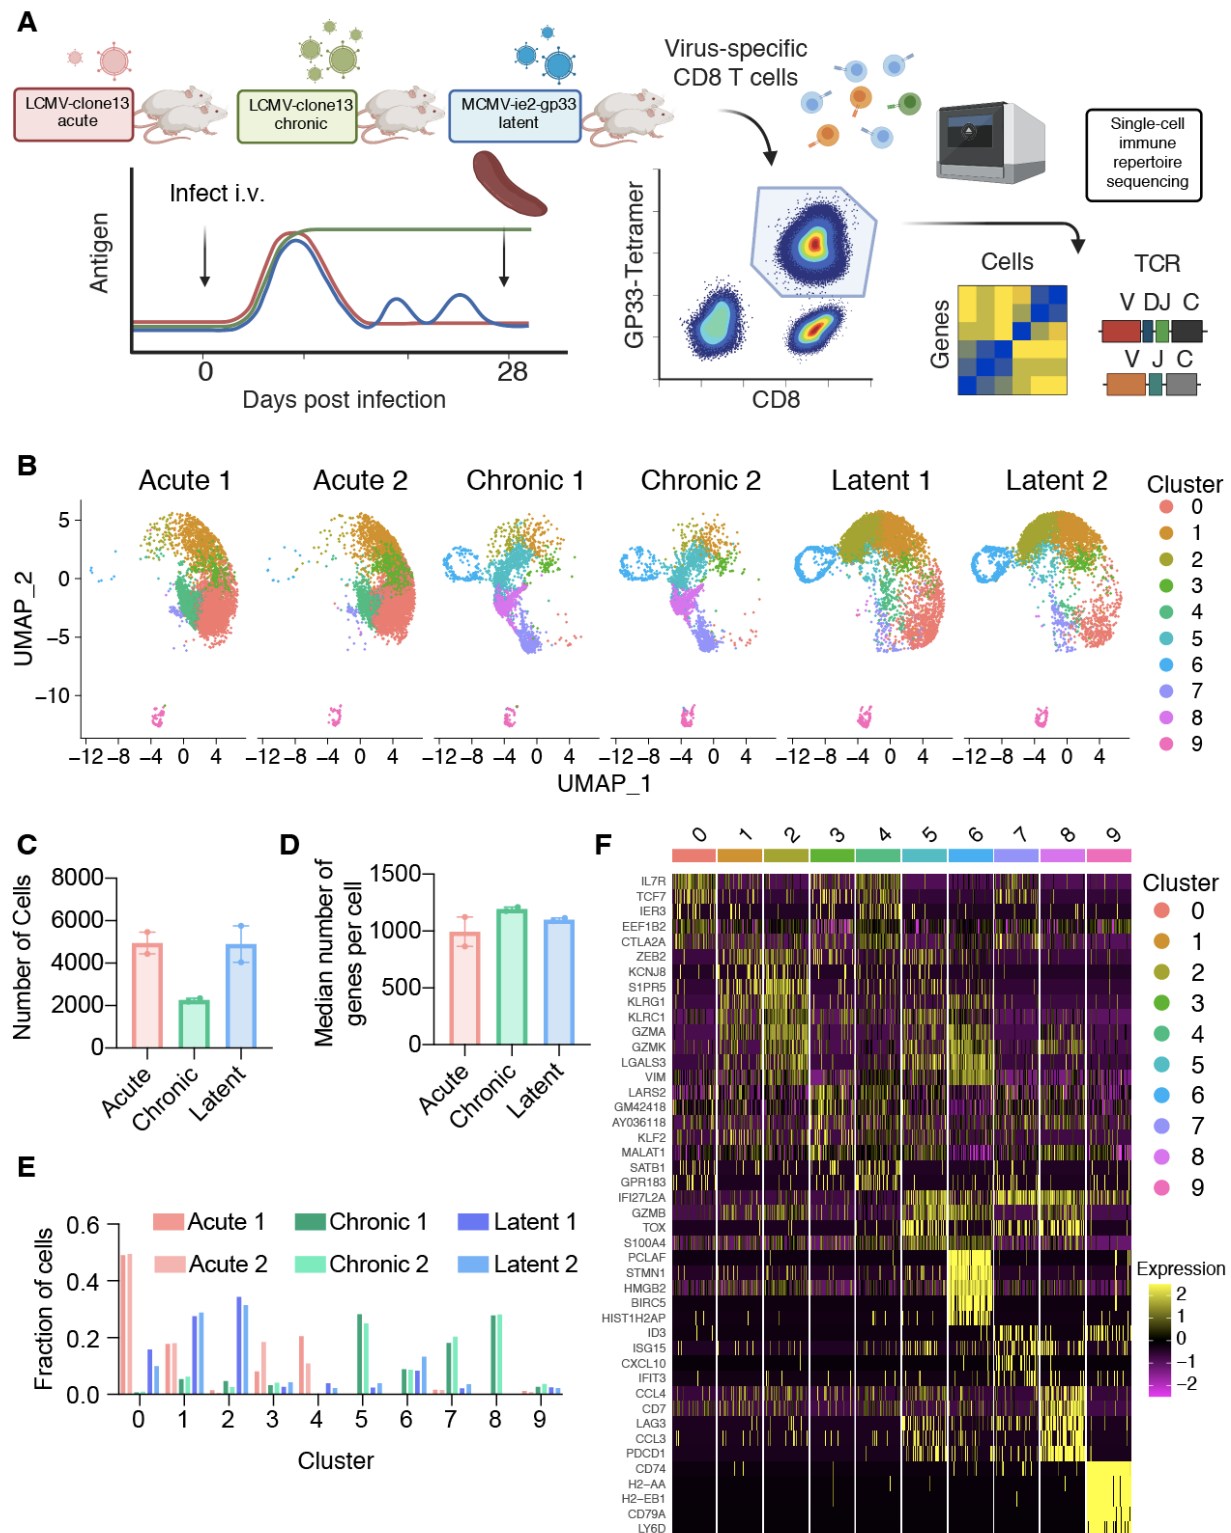 A
LCMV-clone13
acute
LCMV-clone13
chronic
MCMV-ie2-gp33
latent
Virus-specific
CD8 T cells
Single-cell
immune
repertoire
sequencing
Infect i.v.
Antigen
0
28
Days post infection
GP33-Tetramer
CD8
Cells
Genes
TCR
V DJ C
V J C
B
Acute 1
Acute 2
Chronic 1
Chronic 2
Latent 1
Latent 2
UMAP_2
5
0
−5
−10
−12 −8 −4 0 4
−12 −8 −4 0 4
−12 −8 −4 0 4
−12 −8 −4 0 4
−12 −8 −4 0 4
−12 −8 −4 0 4
UMAP_1
Cluster
0
1
2
3
4
5
6
7
8
9
C
Number of Cells
8000
6000
4000
2000
0
Acute
Chronic
Latent
D
Median number of
genes per cell
1500
1000
500
0
Acute
Chronic
Latent
E
Fraction of cells
0.6
0.4
0.2
0.0
Acute 1
Chronic 1
Latent 1
Acute 2
Chronic 2
Latent 2
0 1 2 3 4 5 6 7 8 9
Cluster
F
0 1 2 3 4 5 6 7 8 9
IL7R
TCF7
IER3
EEF1B2
CTLA2A
ZEB2
KCNJ8
S1PR5
KLRG1
KLRC1
GZMA
GZMK
LGALS3
VIM
LARS2
GM42418
AY036118
KLF2
MALAT1
SATB1
GPR183
IFI27L2A
GZMB
TOX
S100A4
PCLAF
STMN1
HMGB2
BIRC5
HIST1H2AP
ID3
ISG15
CXCL10
IFIT3
CCL4
CD7
LAG3
CCL3
PDCD1
CD74
H2−AA
H2−EB1
CD79A
LY6D
Cluster
0
1
2
3
4
5
6
7
8
9
Expression
2
1
0
−1
−2